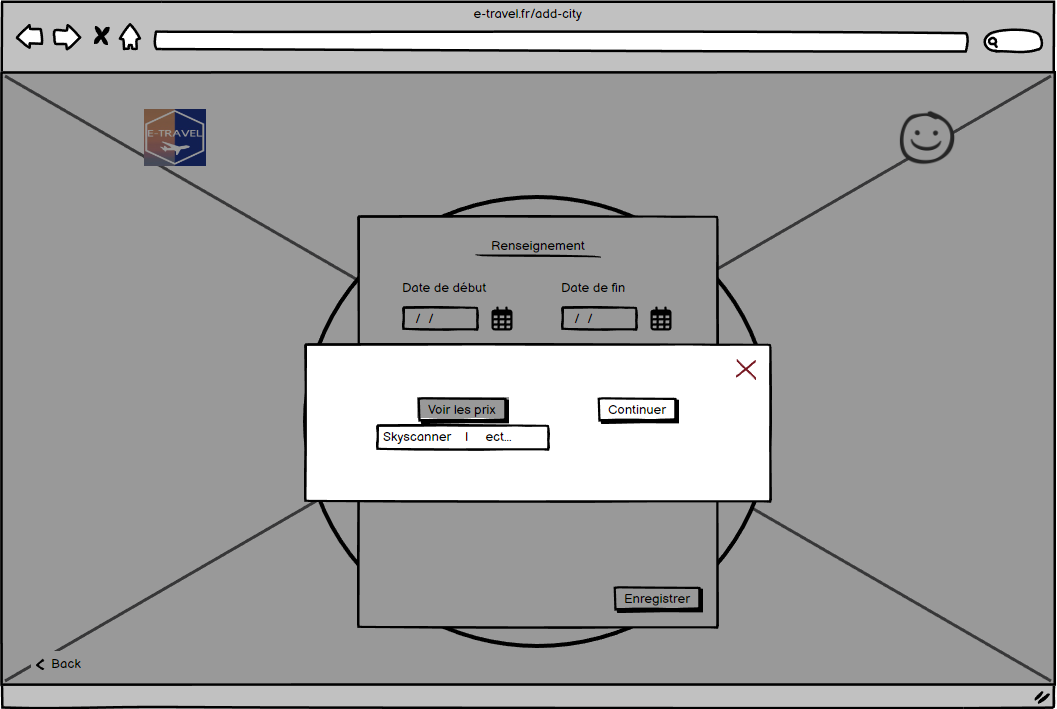 e-travel.fr/add-city
E-TRAVEL
Renseignement
Date de début Date de fin
/ / / /
Voir les prix Continuer
Skyscanner | ect...
Enregistrer
Back